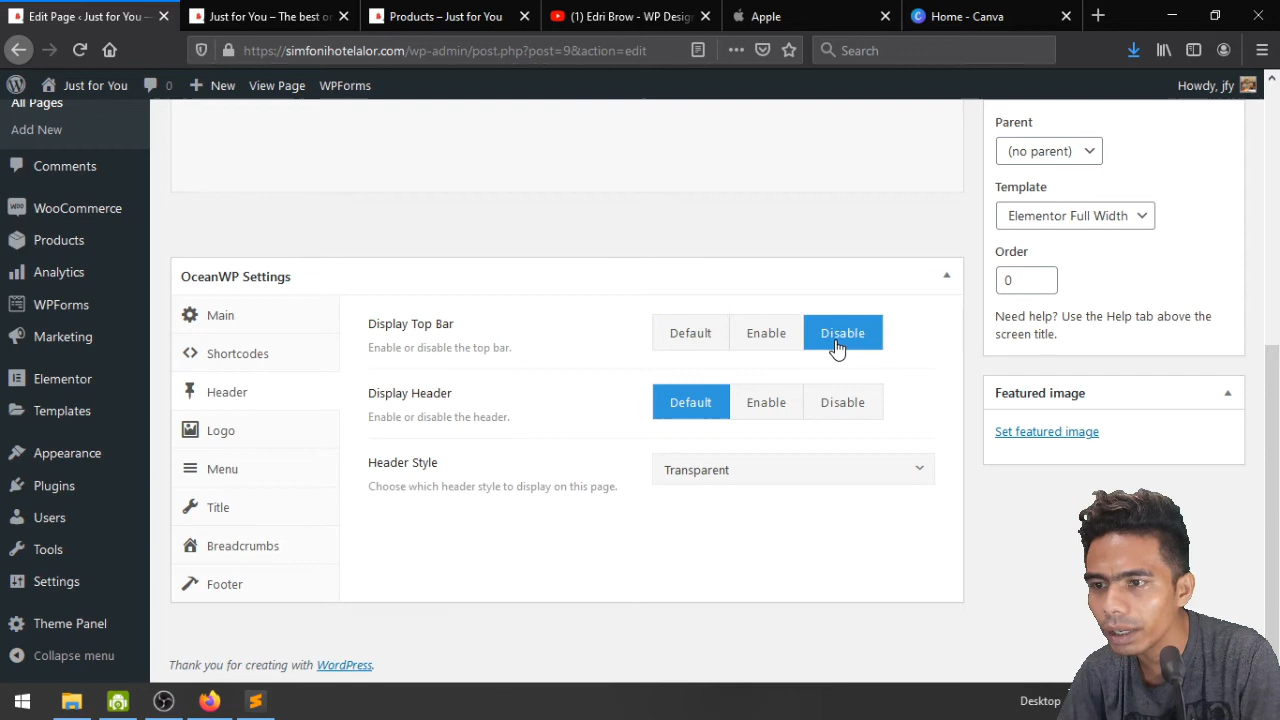 Edit Page ‹ Just for You —
Just for You – The best o
Products – Just for You
(1) Edri Brow - WP Design
Apple
Home - Canva
https://simfonihotelalor.com/wp-admin/post.php?post=9&action=edit
Search
Just for You
0
New
View Page
WPForms
Howdy, jfy
All Pages
Add New
Comments
WooCommerce
Products
Analytics
WPForms
Marketing
Elementor
Templates
Appearance
Plugins
Users
Tools
Settings
Theme Panel
Collapse menu
OceanWP Settings
Main
Shortcodes
Header
Logo
Menu
Title
Breadcrumbs
Footer
Display Top Bar
Enable or disable the top bar.
Default
Enable
Disable
Display Header
Enable or disable the header.
Default
Enable
Disable
Header Style
Choose which header style to display on this page.
Transparent
Parent
(no parent)
Template
Elementor Full Width
Order
0
Need help? Use the Help tab above the
screen title.
Featured image
Set featured image
Thank you for creating with WordPress.
Desktop